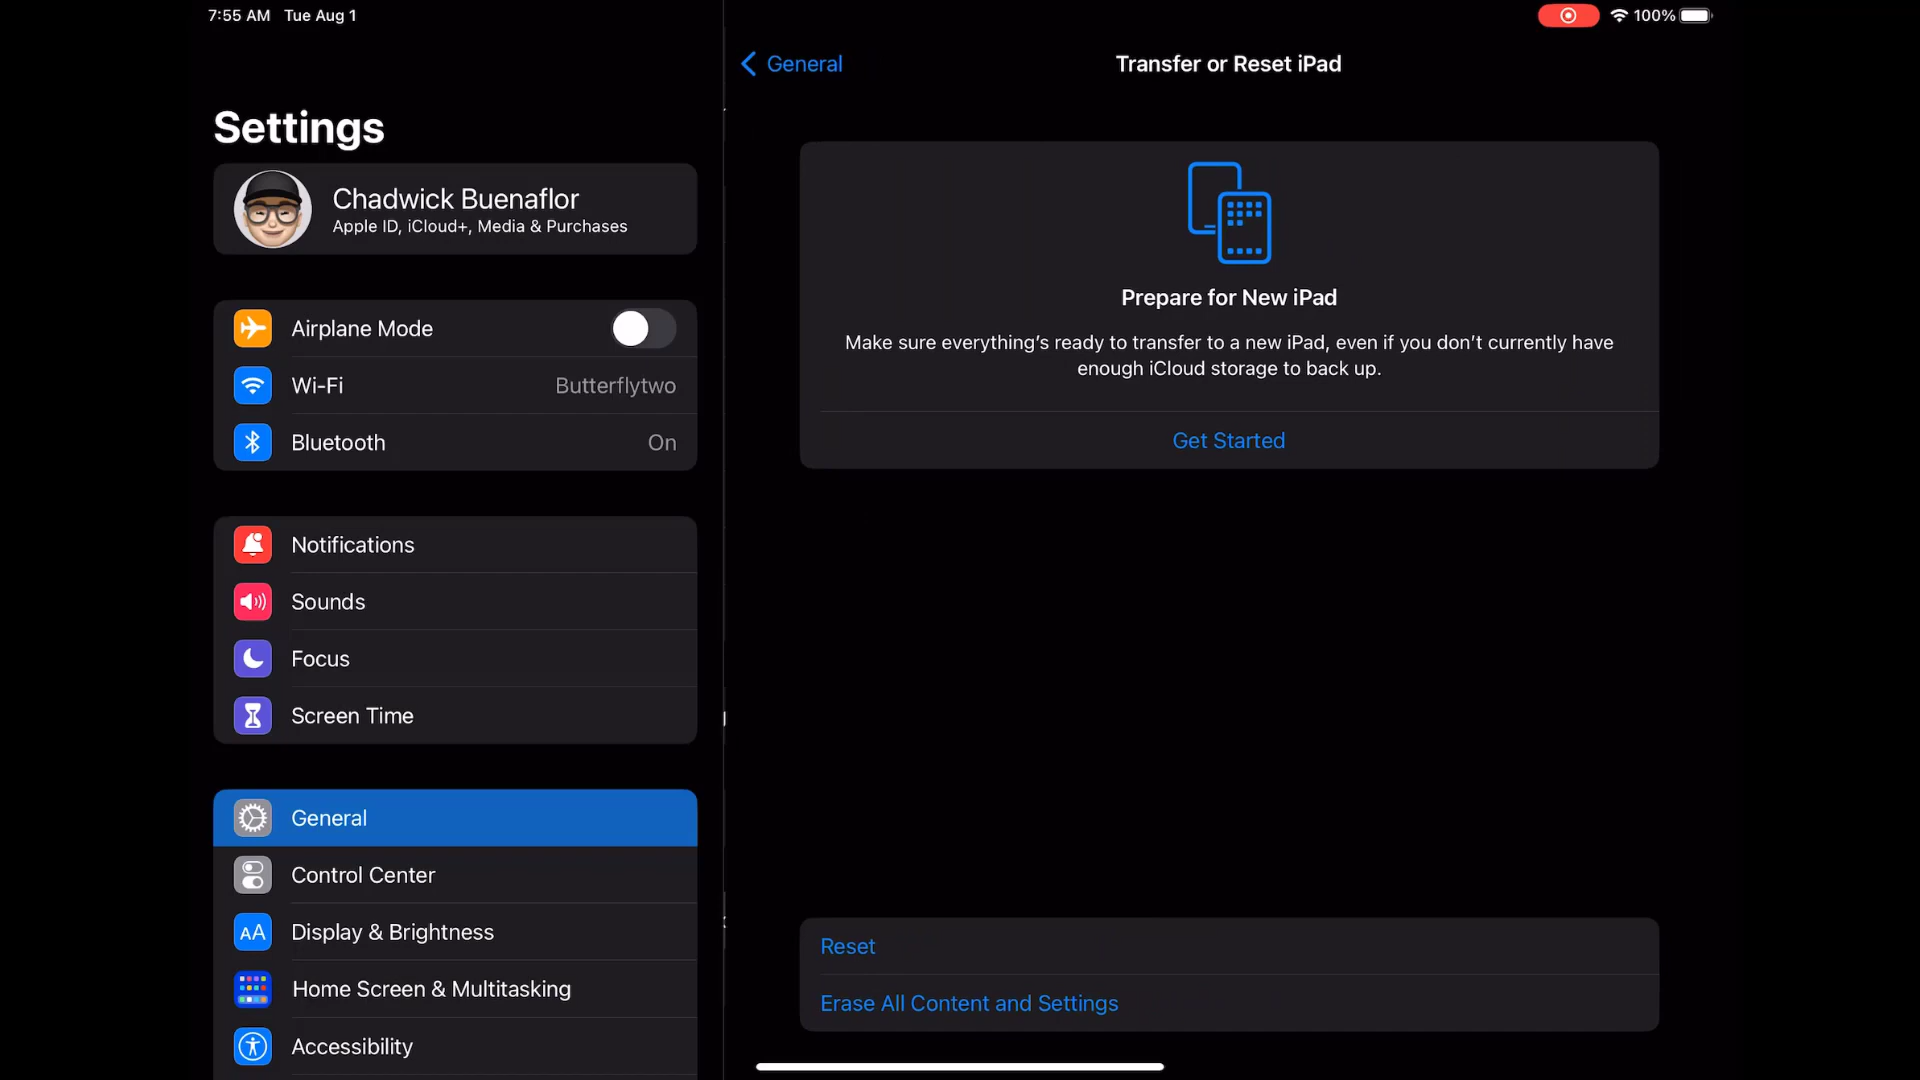 7:55 AM Tue Aug 1
100%
Settings
Chadwick Buenaflor
Apple ID, iCloud+, Media & Purchases
Airplane Mode
Wi-Fi Butterflytwo
Bluetooth On
Notifications
Sounds
Focus
Screen Time
General
Control Center
AA Display & Brightness
Home Screen & Multitasking
Accessibility
General
Transfer or Reset iPad
Prepare for New iPad
Make sure everything's ready to transfer to a new iPad, even if you don't currently have
enough iCloud storage to back up.
Get Started
Reset
Erase All Content and Settings